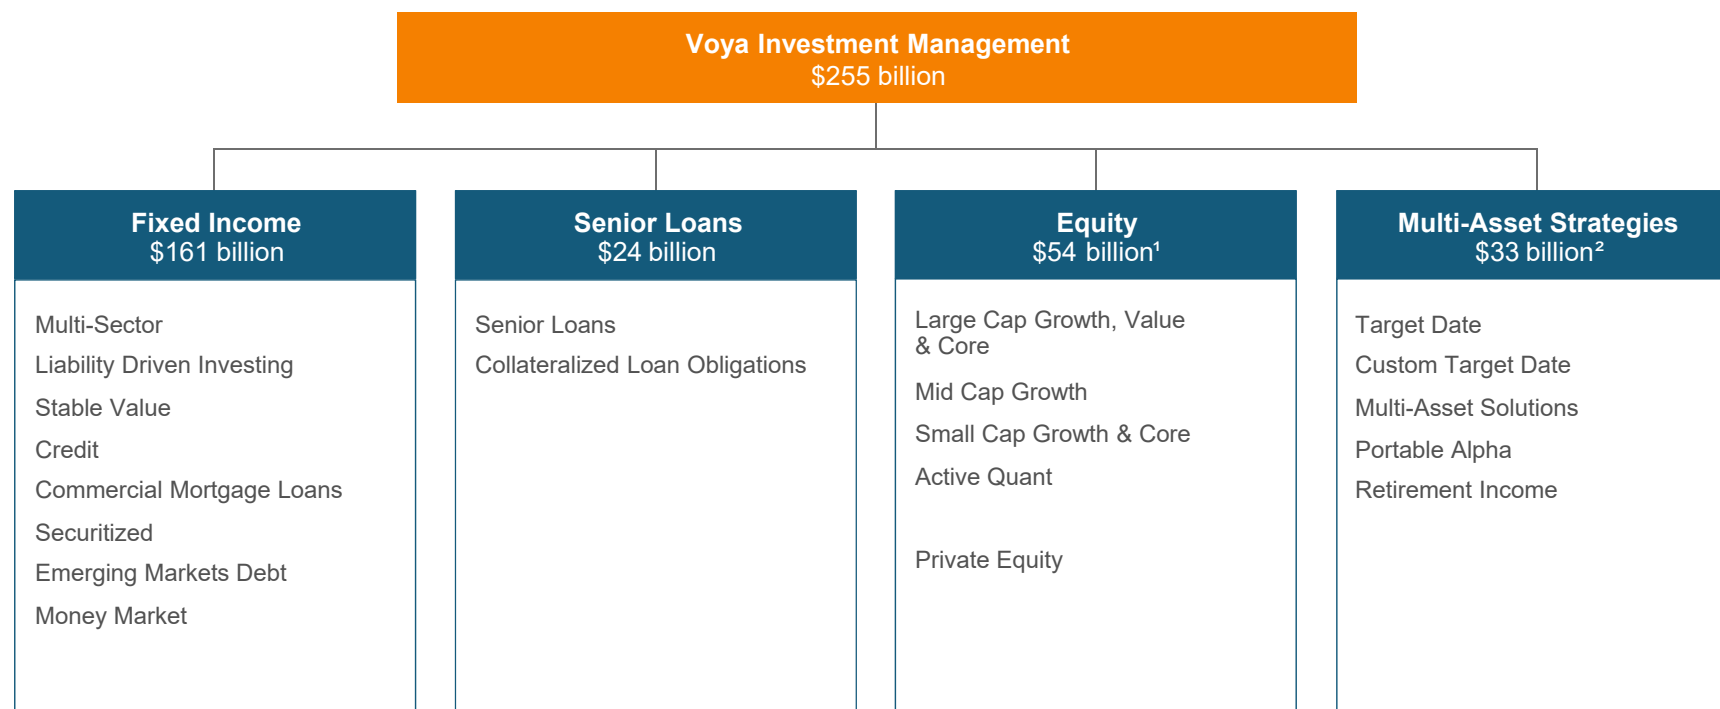 Voya Investment Management
$255 billion
Fixed Income
$161 billion
Multi-Sector
Liability Driven Investing
Stable Value
Credit
Commercial Mortgage Loans
Securitized
Emerging Markets Debt
Money Market
Senior Loans
$24 billion
Senior Loans
Collateralized Loan Obligations
Equity
$54 billion¹
Large Cap Growth, Value
& Core
Mid Cap Growth
Small Cap Growth & Core
Active Quant
Private Equity
Multi-Asset Strategies
$33 billion²
Target Date
Custom Target Date
Multi-Asset Solutions
Portable Alpha
Retirement Income